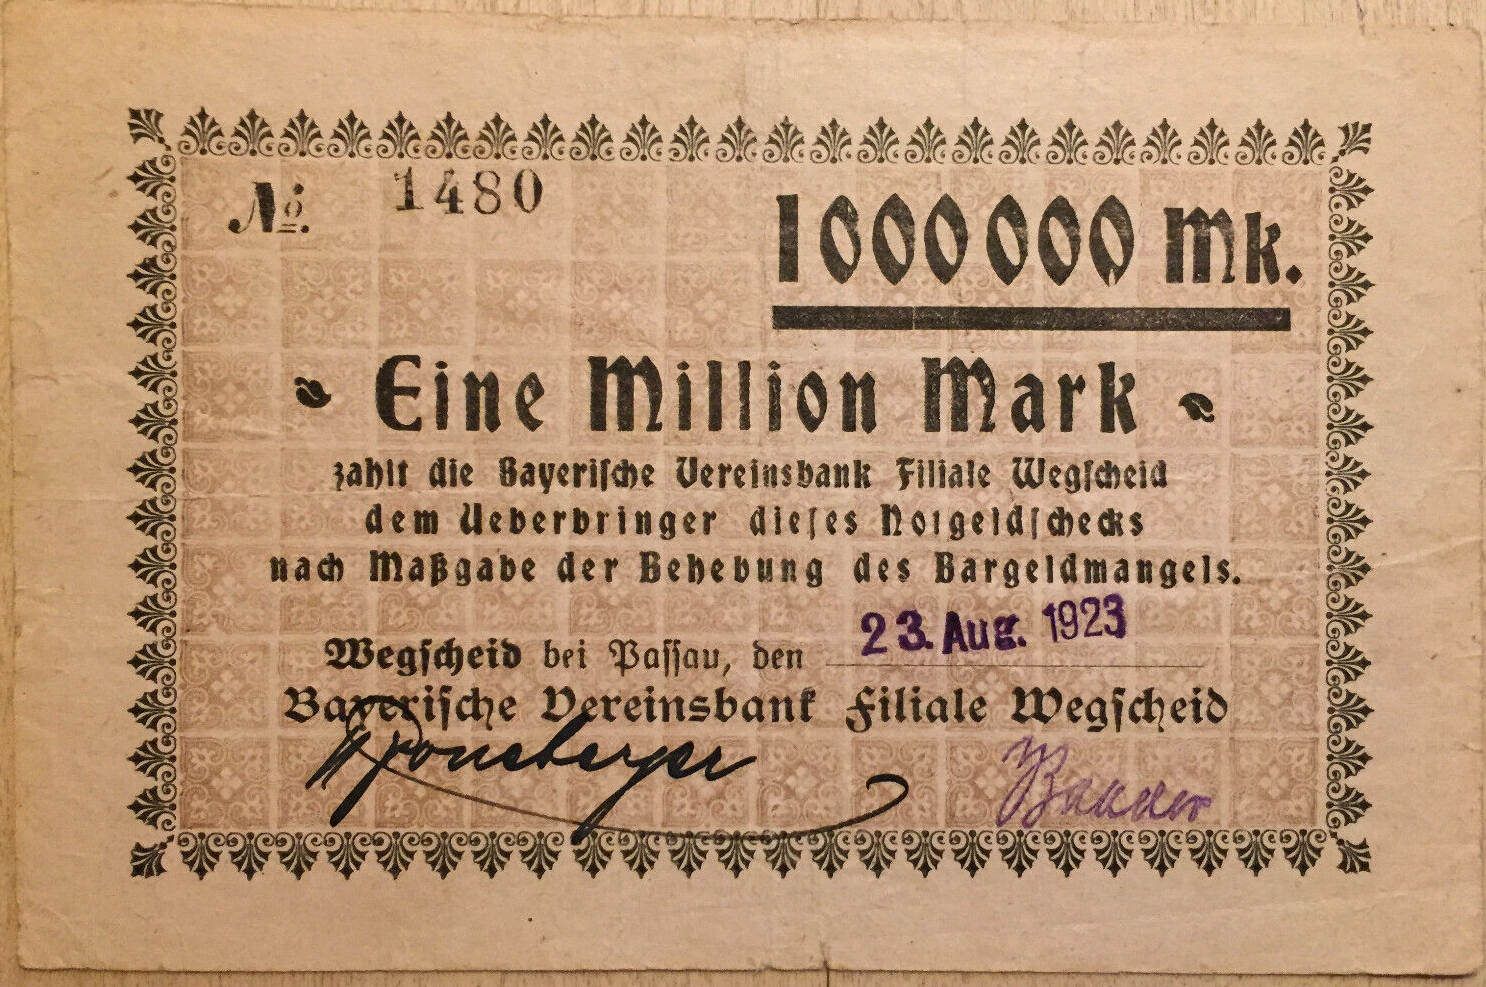 No. 1480
1000000 Mk.
Eine Million Mark
zahlt die Bayerische Vereinsbank Filiale Wegscheid
dem Ueberbringer dieses Notgeldschecks
nach Maßgabe der Behebung des Bargeldmangels.
Wegscheid bei Passau, den 23. Aug. 1923
Bayerische Vereinsbank Filiale Wegscheid